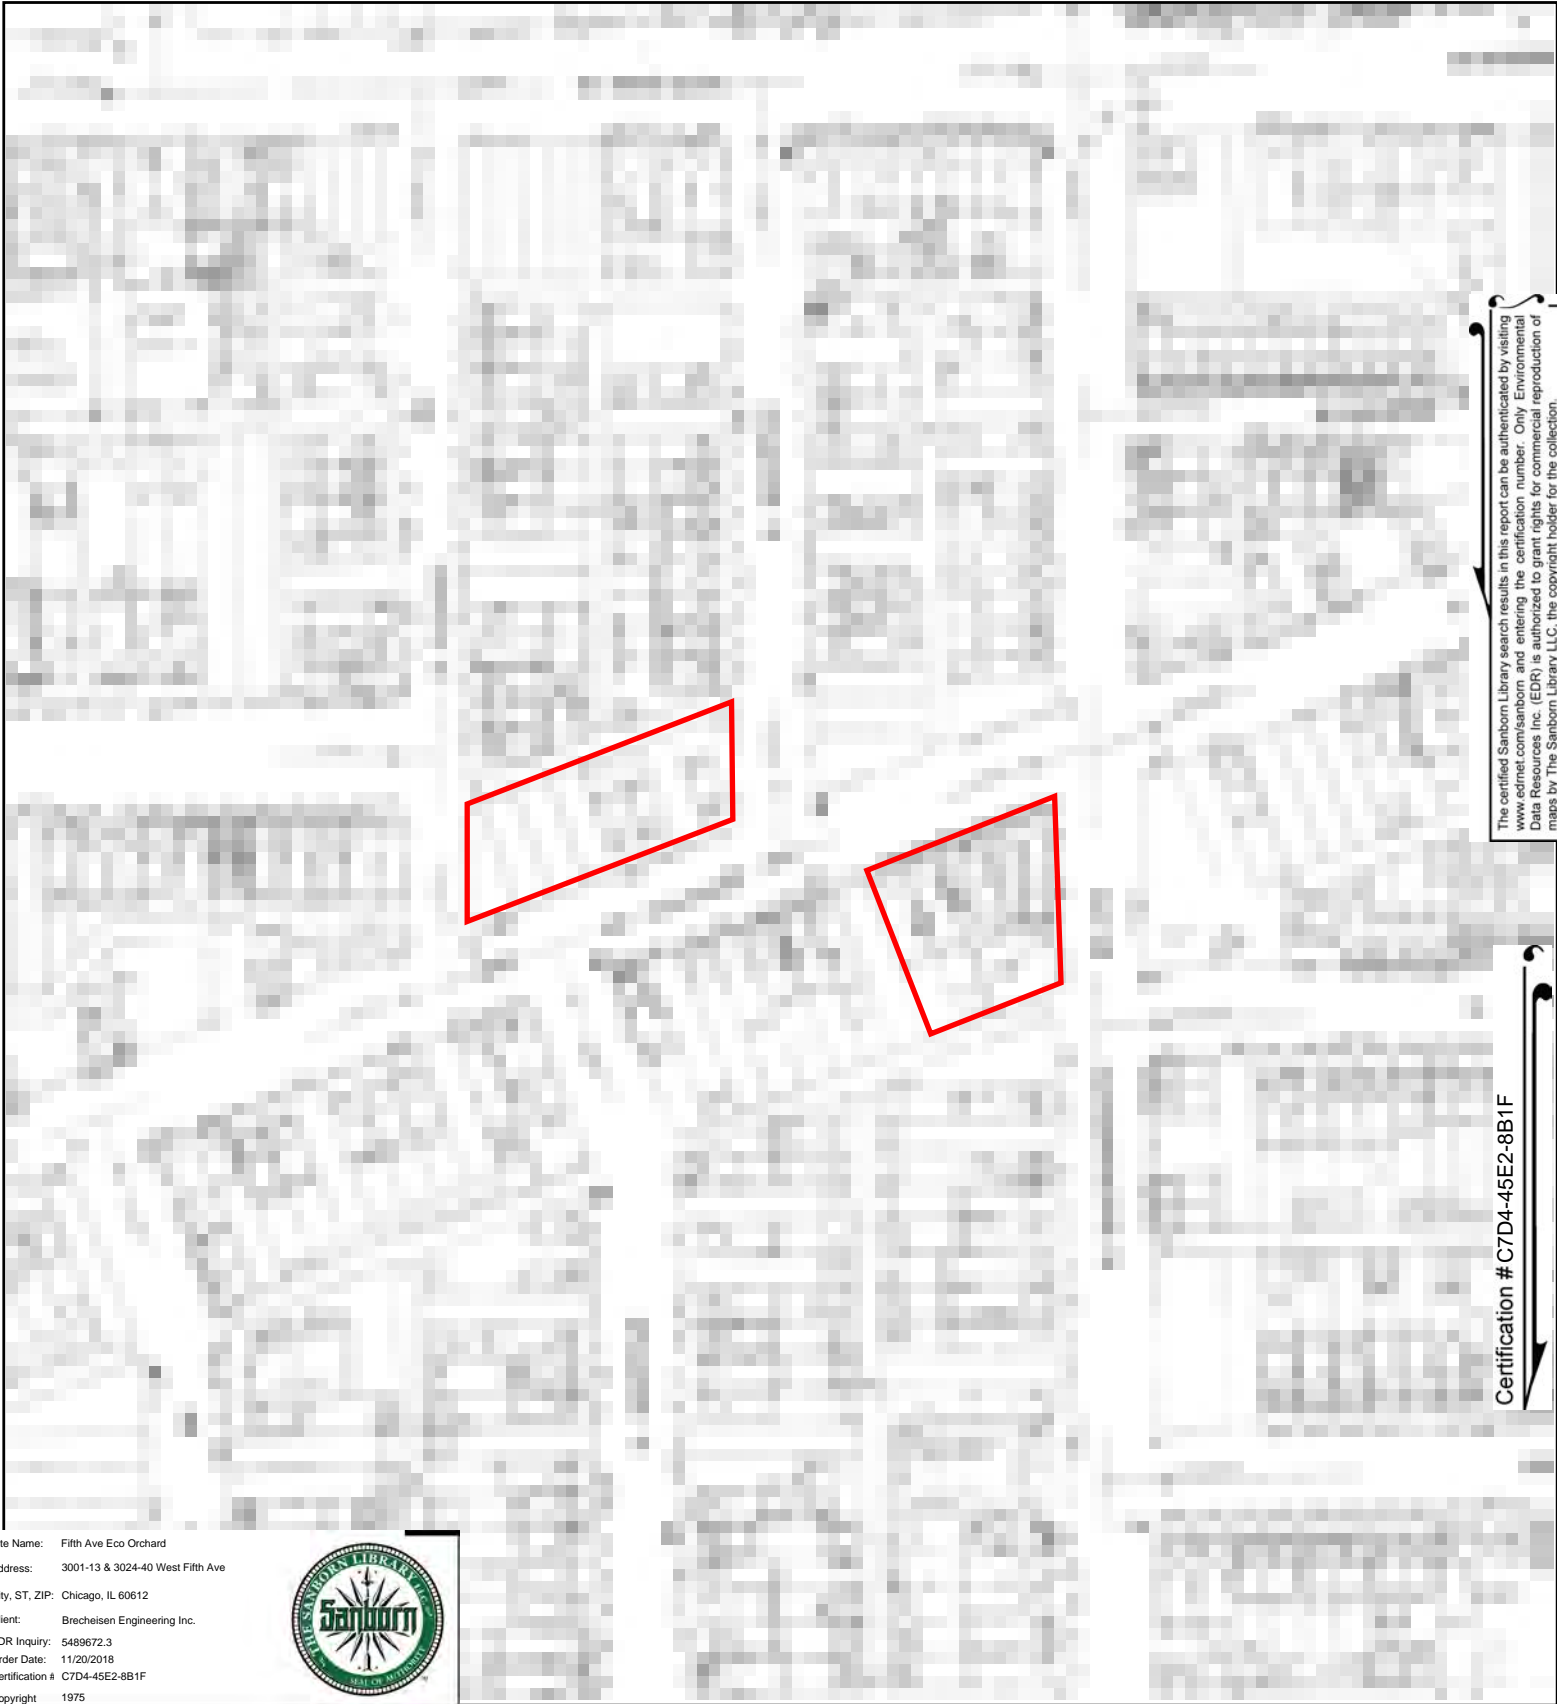 The certified Sanborn Library search results in this report can be authenticated by visiting
www.edrnet.com/sanborn and entering the certification number. Only Environmental
Data Resources Inc. (EDR) is authorized to grant rights for commercial reproduction of
maps by The Sanborn Library LLC, the copyright holder for the collection.
Certification # C7D4-45E2-8B1F
te Name: Fifth Ave Eco Orchard
ddress: 3001-13 & 3024-40 West Fifth Ave
ty, ST, ZIP: Chicago, IL 60612
ient: Brecheisen Engineering Inc.
DR Inquiry: 5489672.3
rder Date: 11/20/2018
ertification # C7D4-45E2-8B1F
opyright 1975
THE SANBORN LIBRARY, LLC
Sanborn
SEAL OF AUTHORITY